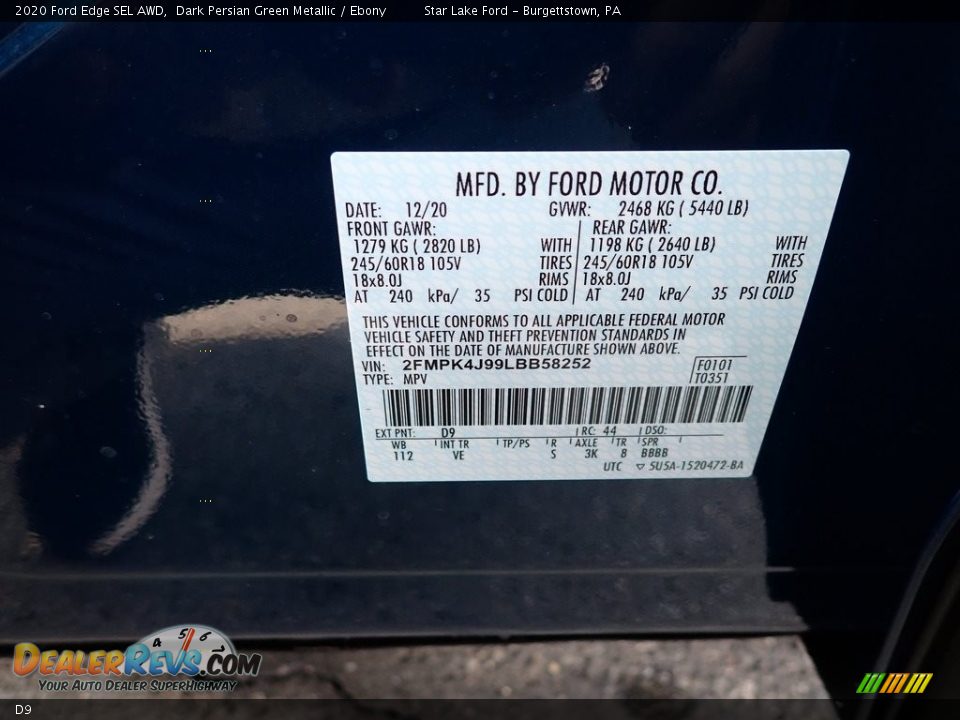 2020 Ford Edge SEL AWD,  Dark Persian Green Metallic / Ebony          Star Lake Ford - Burgettstown, PA
MFD. BY FORD MOTOR CO.
DATE: 12/20 GVWR: 2468 KG ( 5440 LB)
FRONT GAWR: REAR GAWR:
1279 KG ( 2820 LB) WITH 1198 KG ( 2640 LB) WITH
245/60R18 105V TIRES 245/60R18 105V TIRES
18x8.0J RIMS 18x8.0J RIMS
AT 240 kPa/ 35 PSI COLD AT 240 kPa/ 35 PSI COLD
THIS VEHICLE CONFORMS TO ALL APPLICABLE FEDERAL MOTOR
VEHICLE SAFETY AND THEFT PREVENTION STANDARDS IN
EFFECT ON THE DATE OF MANUFACTURE SHOWN ABOVE.
VIN: 2FMPK4J99LBB58252 F0101
TYPE: MPV T0351
EXT PNT: D9 RC: 44 DSO:
WB INT TR TP/PS R AXLE TR SPR
112 VE S 3K 8 BBBB
UTC ▽ 5U5A-1520472-BA
4 5 6 7
DEALERREVS.COM
YOUR AUTO DEALER SUPERHIGHWAY
D9